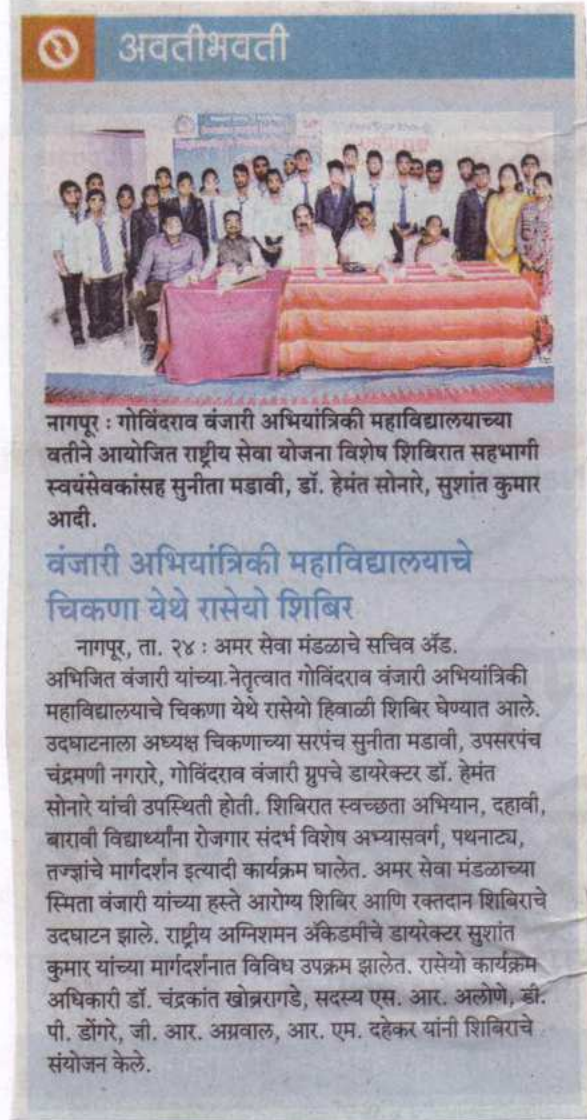 अवतीभवती
नागपूर : गोविंदराव वंजारी अभियांत्रिकी महाविद्यालयाच्या
वतीने आयोजित राष्ट्रीय सेवा योजना विशेष शिबिरात सहभागी
स्वयंसेवकांसह सुनीता मडावी, डॉ. हेमंत सोनारे, सुशांत कुमार
आदी.
वंजारी अभियांत्रिकी महाविद्यालयाचे
चिकणा येथे रासेयो शिबिर
नागपूर, ता. २४ : अमर सेवा मंडळाचे सचिव ॲड.
अभिजित वंजारी यांच्या नेतृत्वात गोविंदराव वंजारी अभियांत्रिकी
महाविद्यालयाचे चिकणा येथे रासेयो हिवाळी शिबिर घेण्यात आले.
उदघाटनाला अध्यक्ष चिकणाच्या सरपंच सुनीता मडावी, उपसरपंच
चंद्रमणी नगरारे, गोविंदराव वंजारी ग्रुपचे डायरेक्टर डॉ. हेमंत
सोनारे यांची उपस्थिती होती. शिबिरात स्वच्छता अभियान, दहावी,
बारावी विद्यार्थ्यांना रोजगार संदर्भ विशेष अभ्यासवर्ग, पथनाट्य,
तज्ज्ञांचे मार्गदर्शन इत्यादी कार्यक्रम घालेत. अमर सेवा मंडळाच्या
स्मिता वंजारी यांच्या हस्ते आरोग्य शिबिर आणि रक्तदान शिबिराचे
उदघाटन झाले. राष्ट्रीय अग्निशमन ॲकॅडमीचे डायरेक्टर सुशांत
कुमार यांच्या मार्गदर्शनात विविध उपक्रम झालेत. रासेयो कार्यक्रम
अधिकारी डॉ. चंद्रकांत खोब्ररागडे, सदस्य एस. आर. अलोणे, डी.
पी. डोंगरे, जी. आर. अग्रवाल, आर. एम. दहेकर यांनी शिबिराचे
संयोजन केले.